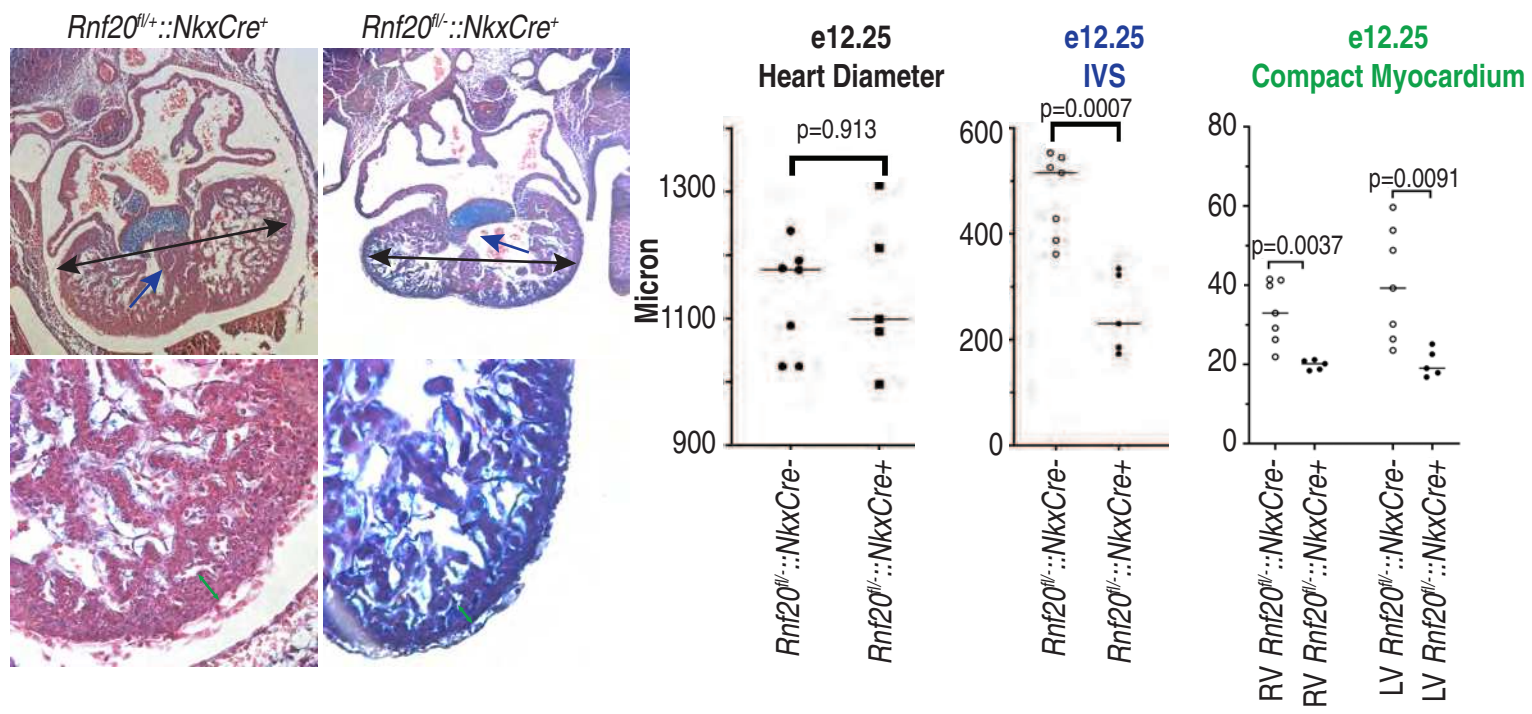 Rnf20fl/+::NkxCre+
Rnf20fl/-::NkxCre+
e12.25
Heart Diameter
p=0.913
Micron
1300
1100
900
Rnf20fl/-::NkxCre-
Rnf20fl/-::NkxCre+
e12.25
IVS
p=0.0007
600
400
200
0
Rnf20fl/-::NkxCre-
Rnf20fl/-::NkxCre+
e12.25
Compact Myocardium
80
60
40
20
0
p=0.0037
p=0.0091
RV Rnf20fl/-::NkxCre-
RV Rnf20fl/-::NkxCre+
LV Rnf20fl/-::NkxCre-
LV Rnf20fl/-::NkxCre+